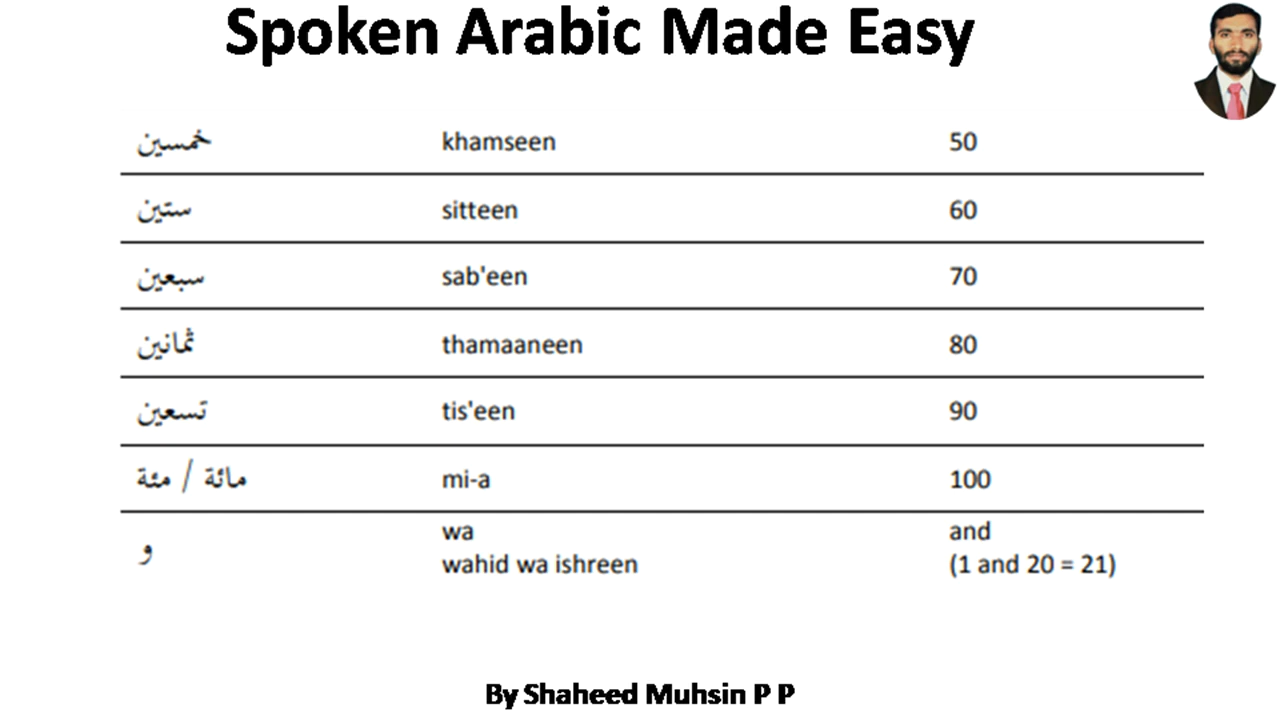 Spoken Arabic Made Easy
خمسين khamseen 50
ستين sitteen 60
سبعين sab'een 70
ثمانين thamaaneen 80
تسعين tis'een 90
مائة / مئة mi-a 100
و wa and
wahid wa ishreen (1 and 20 = 21)
By Shaheed Muhsin P P